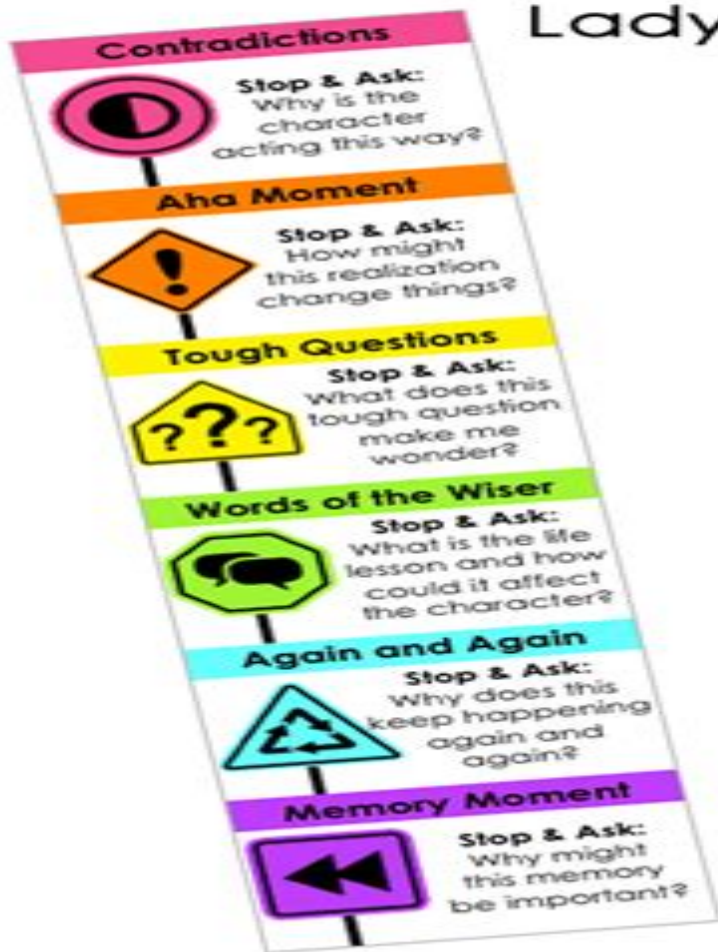 Lady
Contradictions
Stop & Ask:
Why is the
character
acting this way?
Aha Moment
!
Stop & Ask:
How might
this realization
change things?
Tough Questions
???
Stop & Ask:
What does this
tough question
make me
wonder?
Words of the Wiser
Stop & Ask:
What is the life
lesson and how
could it affect
the character?
Again and Again
Stop & Ask:
Why does this
keep happening
again and
again?
Memory Moment
Stop & Ask:
Why might
this memory
be important?